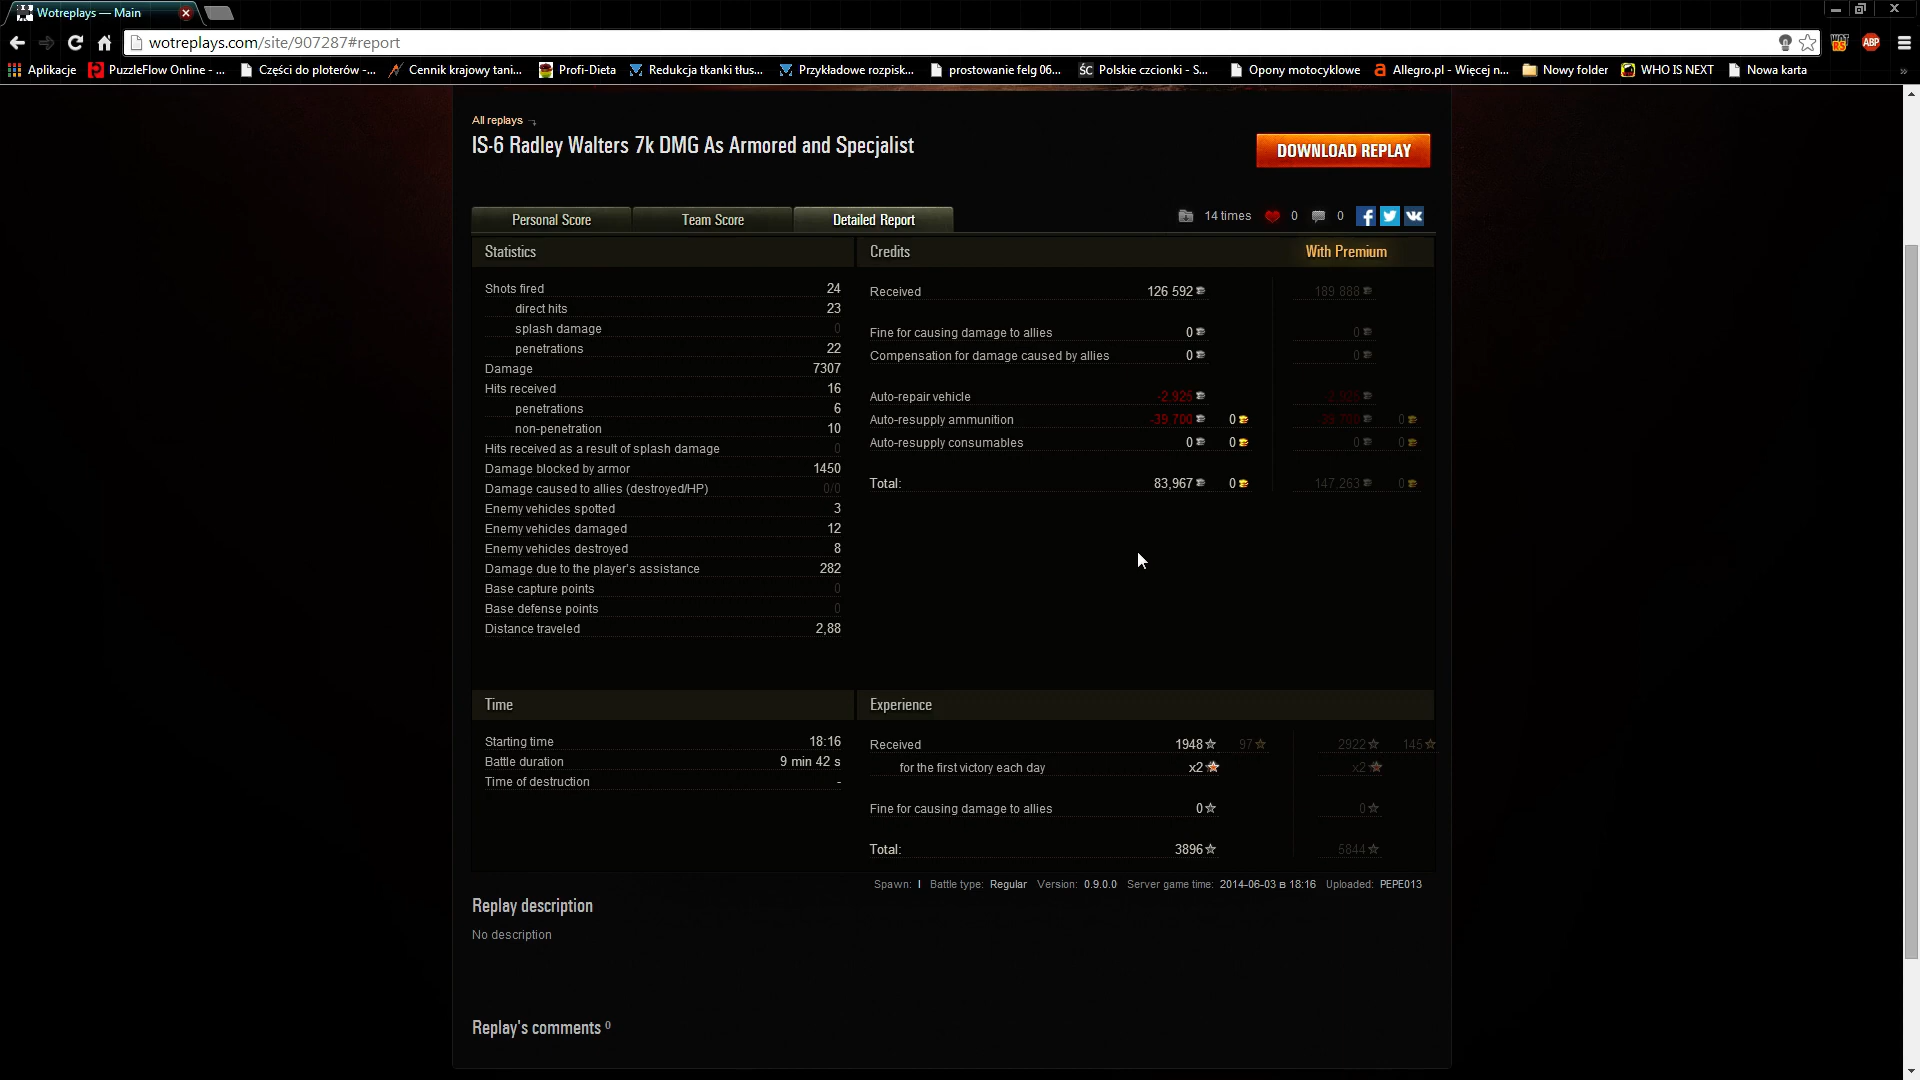 Wotreplays — Main
wotreplays.com/site/907287#report
Aplikacje PuzzleFlow Online - ... Części do ploterów -... Cennik krajowy tani... Profi-Dieta Redukcja tkanki tłus... Przykładowe rozpisk... prostowanie felg 06... ŚC Polskie czcionki - S... Opony motocyklowe Allegro.pl - Więcej n... Nowy folder WHO IS NEXT Nowa karta »
All replays
IS-6 Radley Walters 7k DMG As Armored and Specjalist
DOWNLOAD REPLAY
Personal Score Team Score Detailed Report 14 times 0 0
Statistics
Shots fired 24
direct hits 23
splash damage 0
penetrations 22
Damage 7307
Hits received 16
penetrations 6
non-penetration 10
Hits received as a result of splash damage 0
Damage blocked by armor 1450
Damage caused to allies (destroyed/HP) 0/0
Enemy vehicles spotted 3
Enemy vehicles damaged 12
Enemy vehicles destroyed 8
Damage due to the player's assistance 282
Base capture points 0
Base defense points 0
Distance traveled 2,88
Credits With Premium
Received 126 592 189 888
Fine for causing damage to allies 0 0
Compensation for damage caused by allies 0 0
Auto-repair vehicle -2 925 -2 925
Auto-resupply ammunition -39 700 0 -39 700 0
Auto-resupply consumables 0 0 0 0
Total: 83,967 0 147,263 0
Time
Starting time 18:16
Battle duration 9 min 42 s
Time of destruction -
Experience
Received 1948 97 2922 145
for the first victory each day x2 x2
Fine for causing damage to allies 0 0
Total: 3896 5844
Spawn: I Battle type: Regular Version: 0.9.0.0 Server game time: 2014-06-03 в 18:16 Uploaded: PEPE013
Replay description
No description
Replay's comments 0